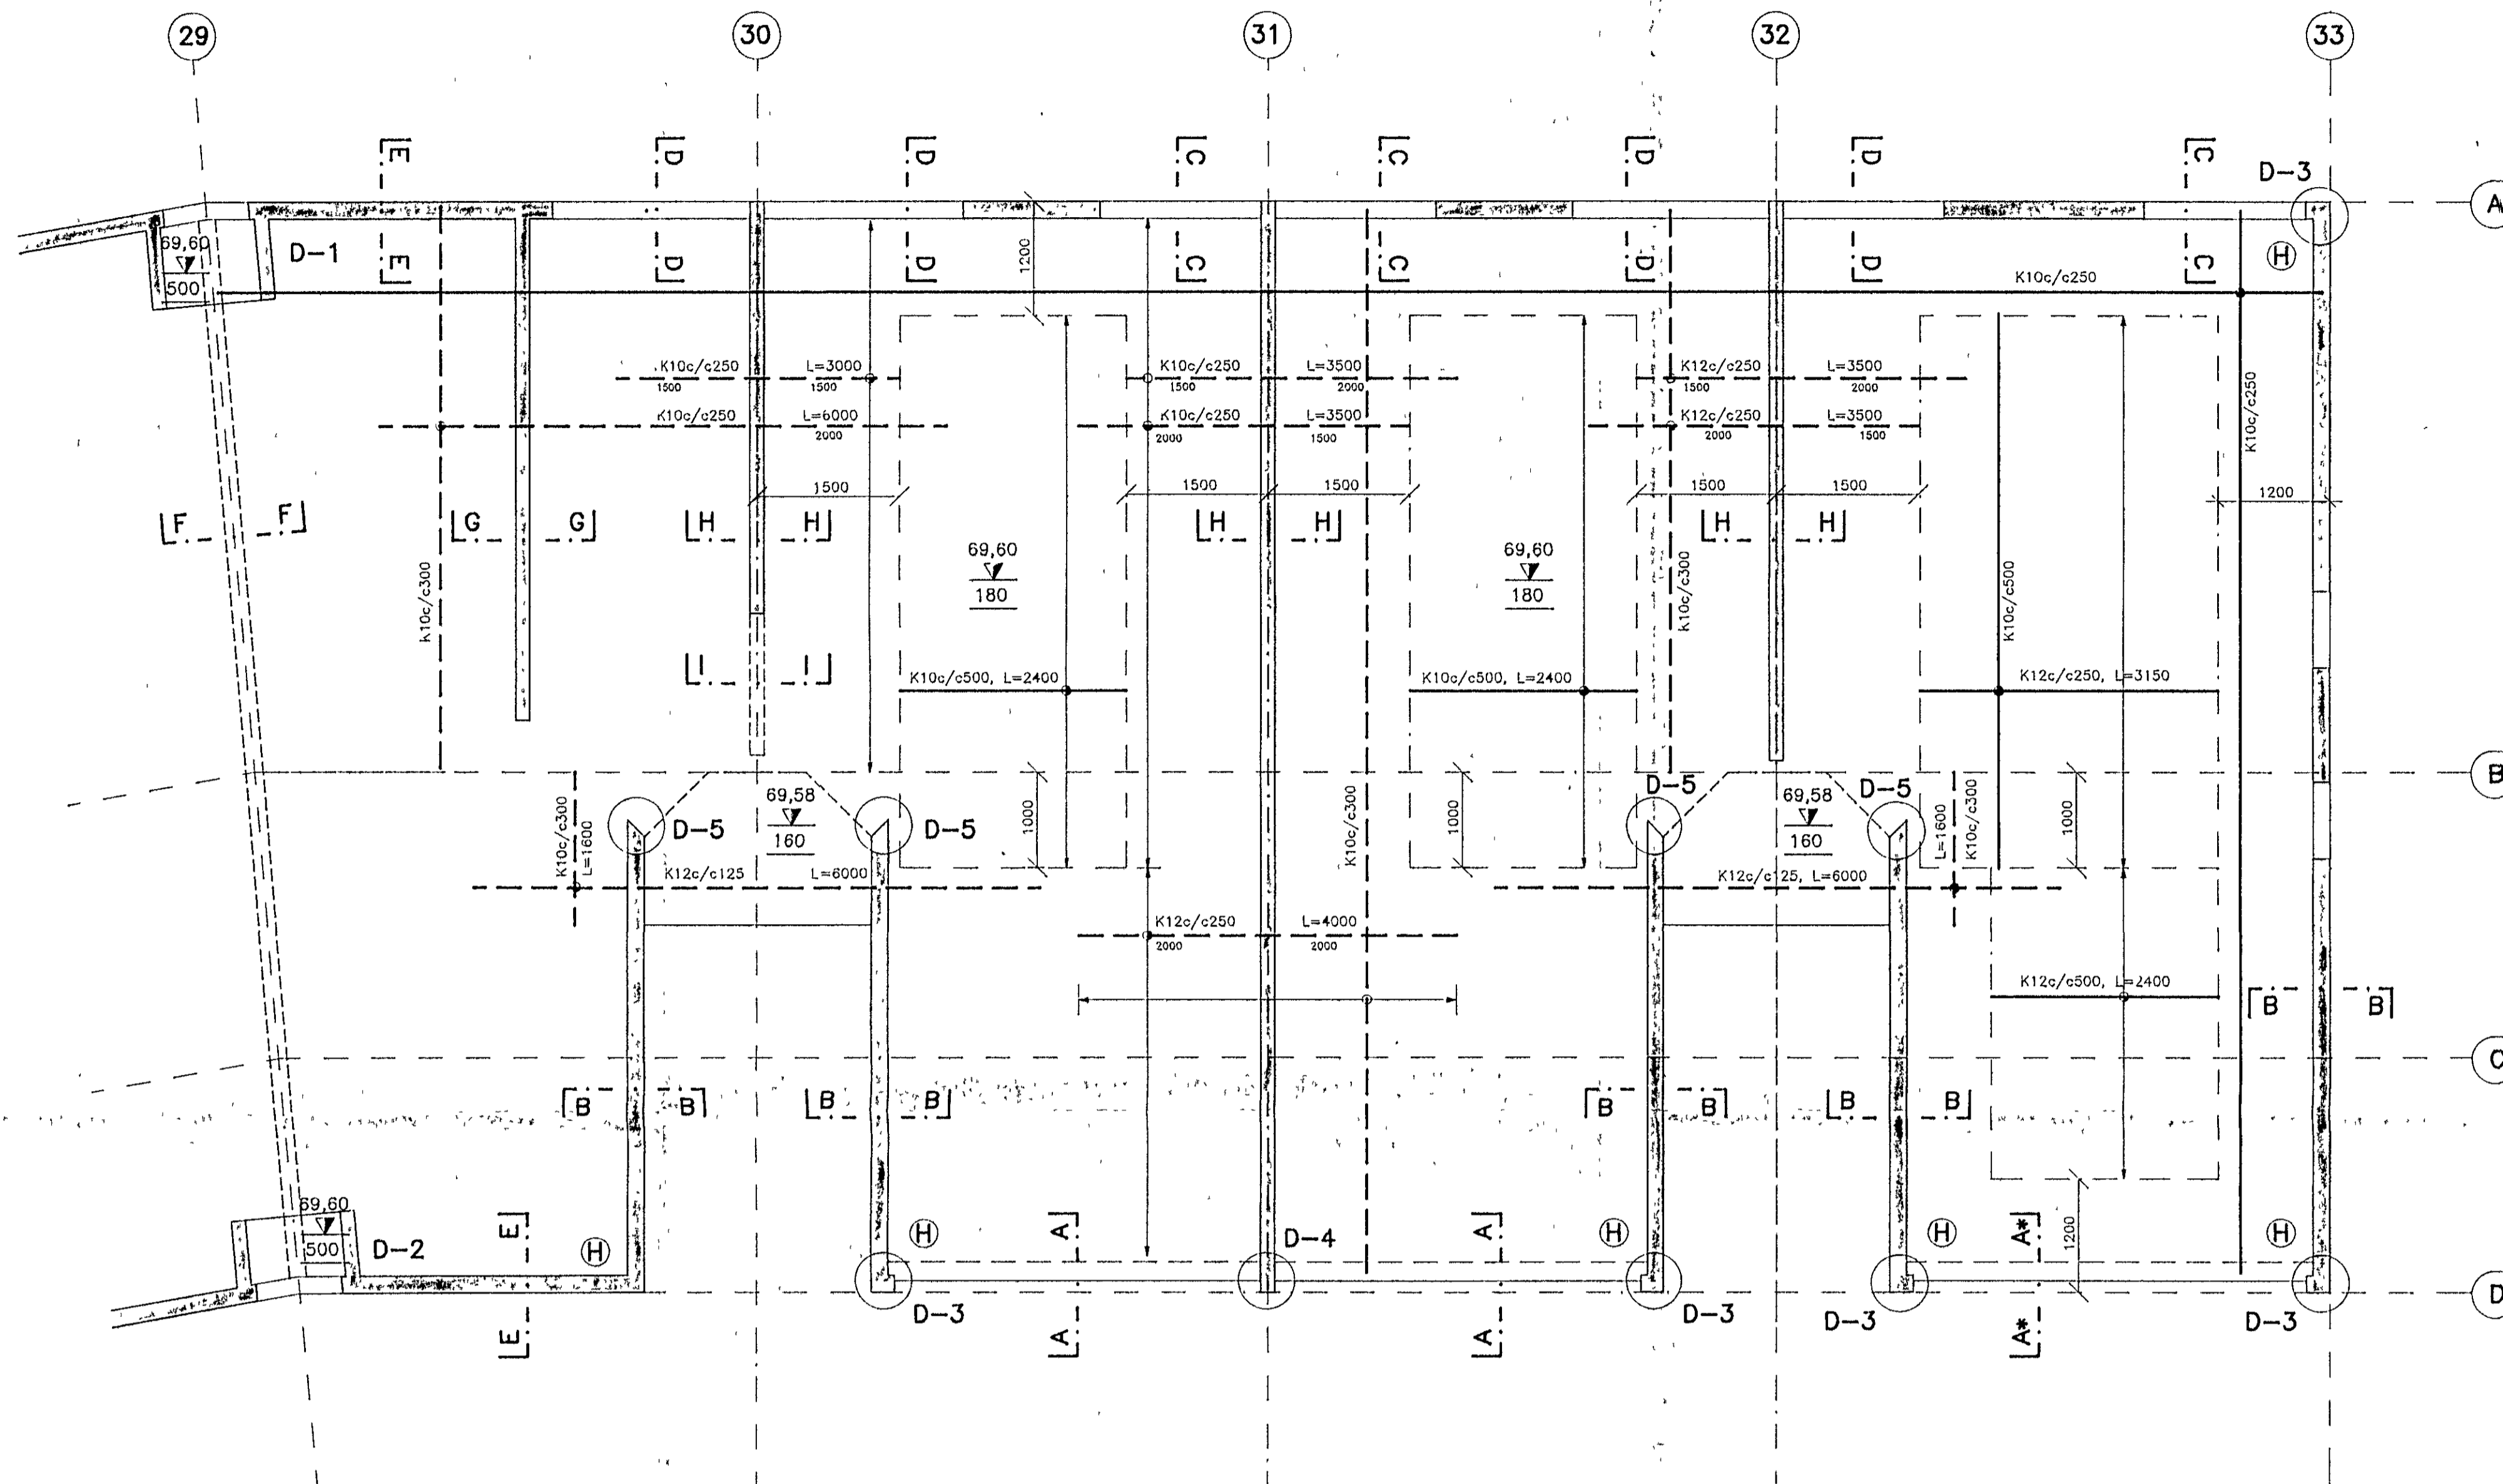 29 30 31 32 33
E D D C C D D C
D-3
A
E D D C C D D C
69,60
500
D-1
1200
H
K10c/c250
K10c/c250
K10c/c250 L=3000
1500 1500
K10c/c250 L=3500
1500 2000
K12c/c250 L=3500
1500 2000
K10c/c250 L=6000
2000
K10c/c250 L=3500
2000 1500
K12c/c250 L=3500
2000 1500
1500 1500 1500 1500 1500 1200
F F G G H H H H H H
69,60
180
69,60
180
K10c/c300
K10c/c300
K10c/c500
I I
K10c/c500, L=2400
K10c/c500, L=2400
K12c/c250, L=3150
B
D-5 D-5
69,58
160
69,58
160
D-5 D-5
K10c/c300
L=1600
1000
K10c/c300
1000
L=1600
K10c/c300
1000
K12c/c125 L=6000
K12c/c125, L=6000
K12c/c250 L=4000
2000 2000
K12c/c500, L=2400
B B
C
B B B B B B B B
69,60
500
D-2
E
H
H
A
D-4
A
H
H
A*
1200
H
D
D-3 D-3 D-3 D-3
E A A A*